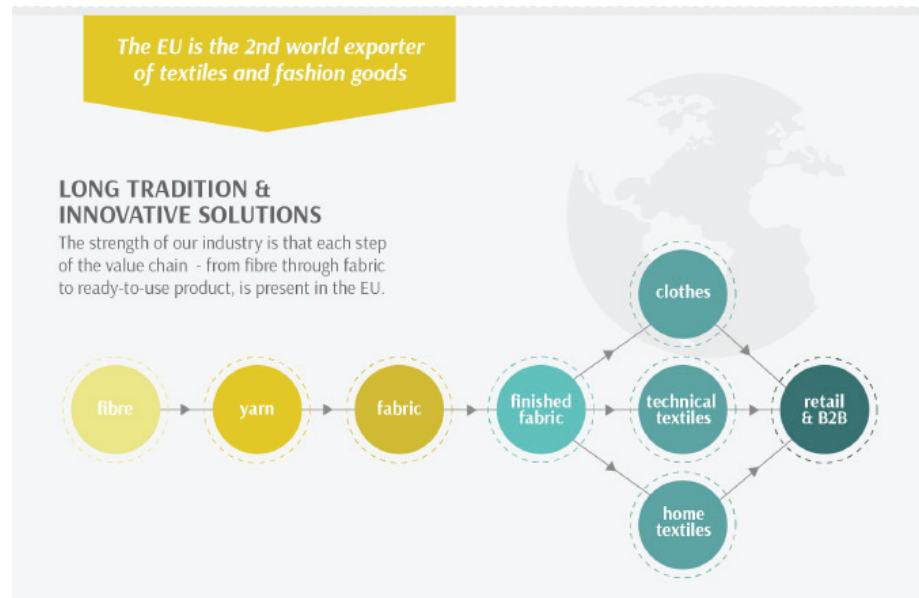 The EU is the 2nd world exporter
of textiles and fashion goods
LONG TRADITION &
INNOVATIVE SOLUTIONS
The strength of our industry is that each step
of the value chain - from fibre through fabric
to ready-to-use product, is present in the EU.
clothes
fibre
yarn
fabric
finished
fabric
technical
textiles
retail
& B2B
home
textiles